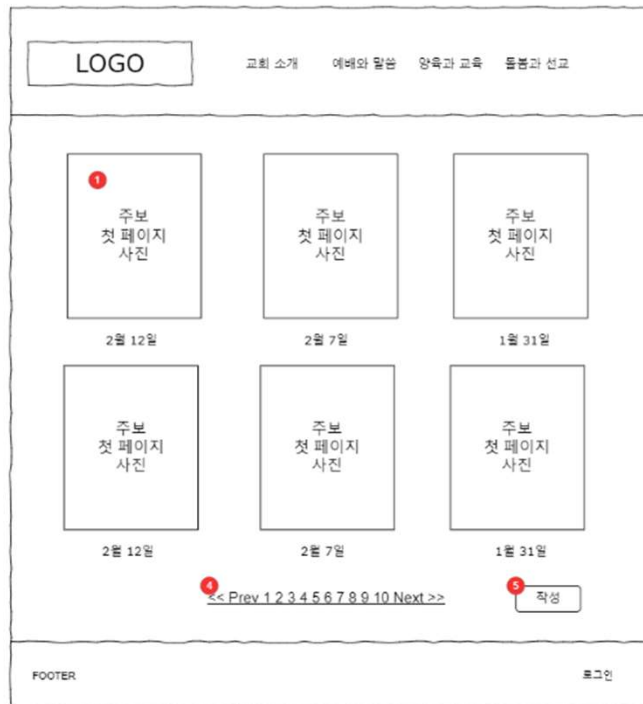 LOGO
교회 소개 예배와 말씀 양육과 교육 돌봄과 선교
1
주보
첫 페이지
사진
주보
첫 페이지
사진
주보
첫 페이지
사진
2월 12일
2월 7일
1월 31일
주보
첫 페이지
사진
주보
첫 페이지
사진
주보
첫 페이지
사진
2월 12일
2월 7일
1월 31일
4
<< Prev 1 2 3 4 5 6 7 8 9 10 Next >>
5
작성
FOOTER
로그인